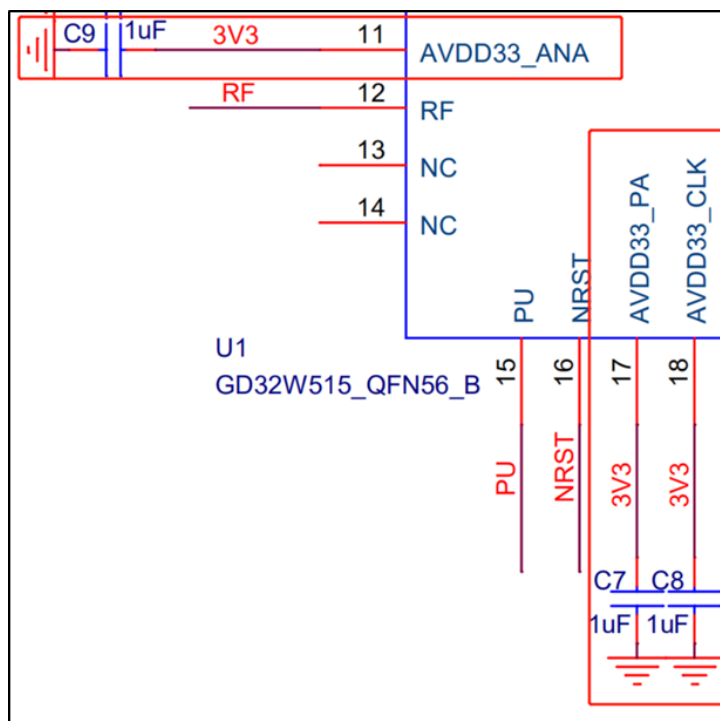 C9 1uF 3V3 11 AVDD33_ANA
RF 12 RF
13 NC
14 NC
PU NRST AVDD33_PA AVDD33_CLK
U1
GD32W515_QFN56_B
15 16 17 18
PU NRST 3V3 3V3
C7 C8
1uF 1uF